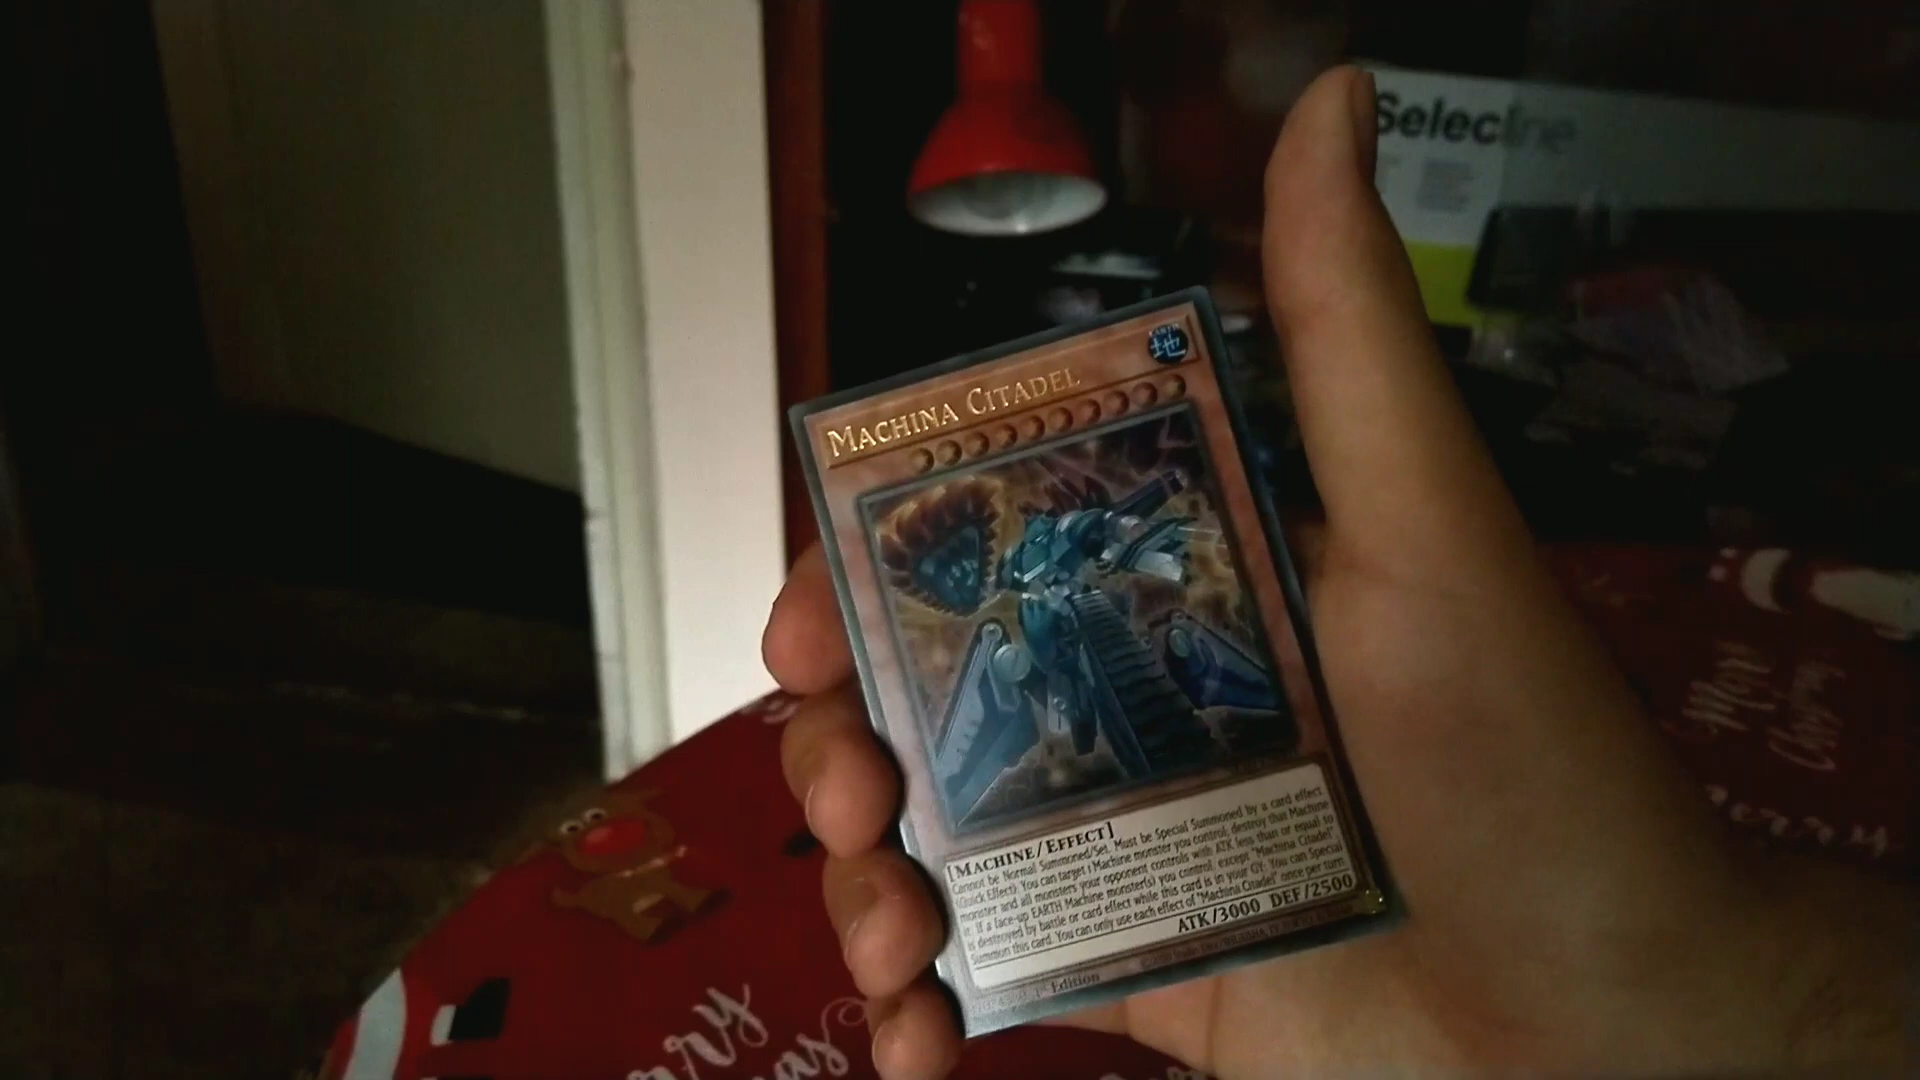 Selecline
EARTH
地
MACHINA CITADEL
[MACHINE/EFFECT]
Cannot be Normal Summoned/Set. Must be Special Summoned by a card effect.
(Quick Effect): You can target 1 Machine monster you control; destroy that Machine
monster and all monsters your opponent controls with ATK less than or equal to
it. If a face-up EARTH Machine monster(s) you control, except "Machina Citadel",
is destroyed by battle or card effect while this card is in your GY: You can Special
Summon this card. You can only use each effect of "Machina Citadel" once per turn
ATK/3000 DEF/2500
1st Edition
Merry